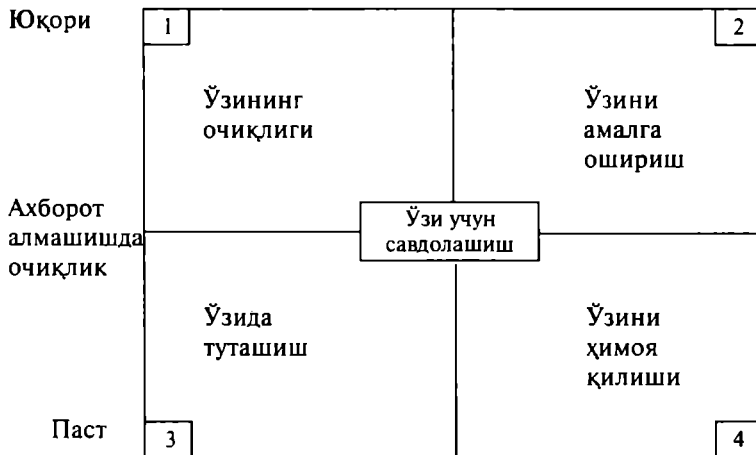 Юқори
1
2
Ўзининг
очиқлиги
Ўзини
амалга
ошириш
Ахборот
алмашишда
очиқлик
Ўзи учун
савдолашиш
Ўзида
туташиш
Ўзини
ҳимоя
қилиши
Паст
3
4